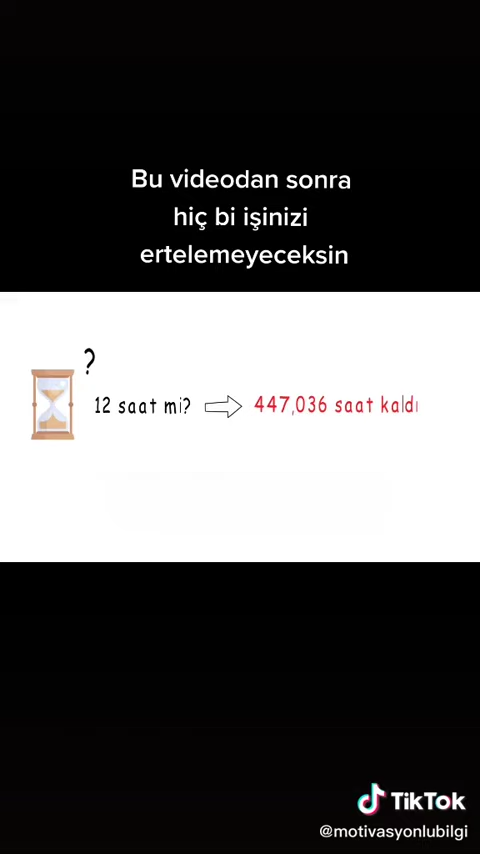 Bu videodan sonra
hiç bi işinizi
ertelemeyeceksin
?
12 saat mi? ⇨ 447,036 saat kaldı
TikTok
@motivasyonlubilgi